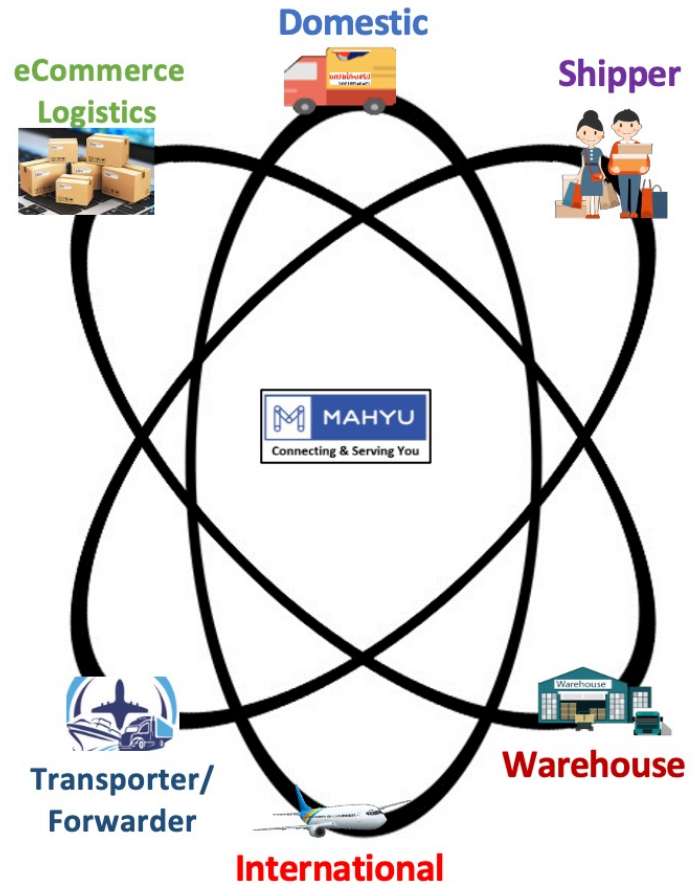 Domestic
eCommerce
Logistics
Shipper
MAHYU
Connecting & Serving You
Warehouse
Transporter/
Forwarder
Warehouse
International